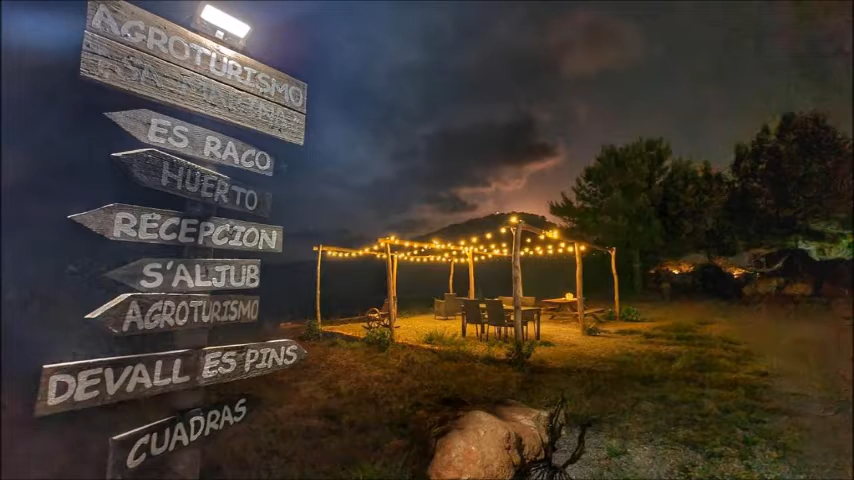 AGROTURISMO
ES RACO
HUERTO
RECEPCION
S'ALJUB
AGROTURISMO
DEVALL ES PINS
CUADRAS